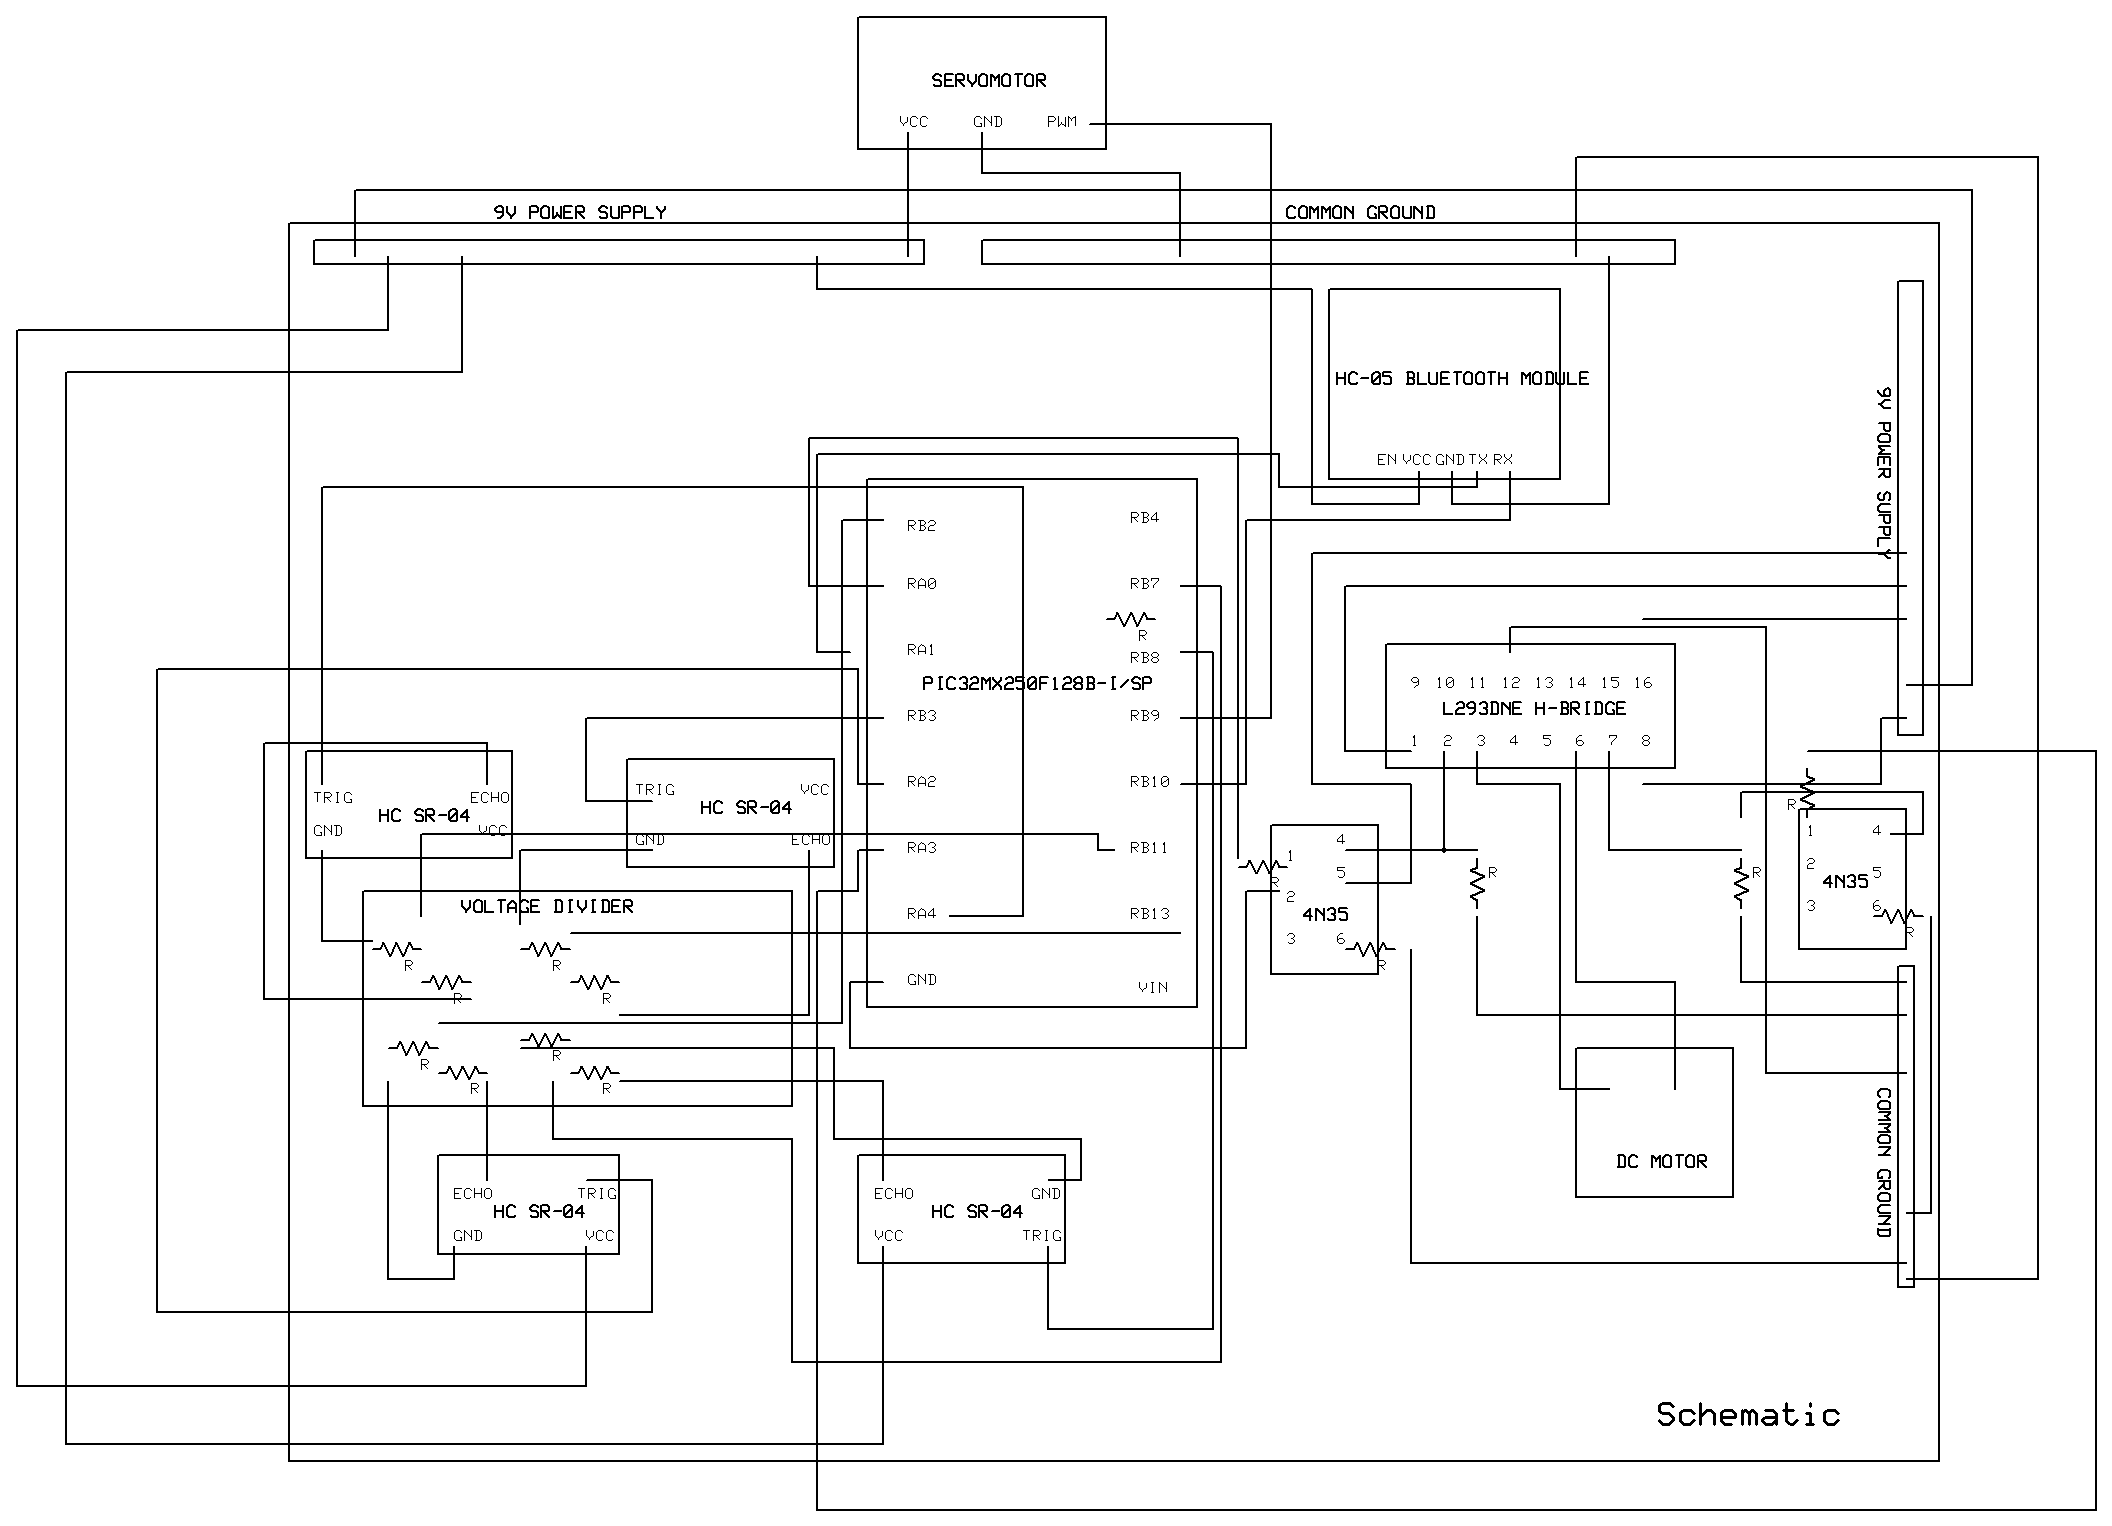 SERVOMOTOR
VCC GND PWM
9V POWER SUPPLY
COMMON GROUND
HC-05 BLUETOOTH MODULE
EN VCC GND TX RX
9V POWER SUPPLY
RB2 RB4
RA0 RB7
R
RA1 RB8
PIC32MX250F128B-I/SP
RB3 RB9
RA2 RB10
RA3 RB11
RA4 RB13
GND VIN
9 10 11 12 13 14 15 16
L293DNE H-BRIDGE
1 2 3 4 5 6 7 8
TRIG ECHO
HC SR-04
GND VCC
TRIG VCC
HC SR-04
GND ECHO
VOLTAGE DIVIDER
R R
R R
R R
R R
1 4
R
2 5
4N35
3 6
R
R
R
R
1 4
2 5
4N35
3 6
R
DC MOTOR
COMMON GROUND
ECHO TRIG
HC SR-04
GND VCC
ECHO GND
HC SR-04
VCC TRIG
Schematic